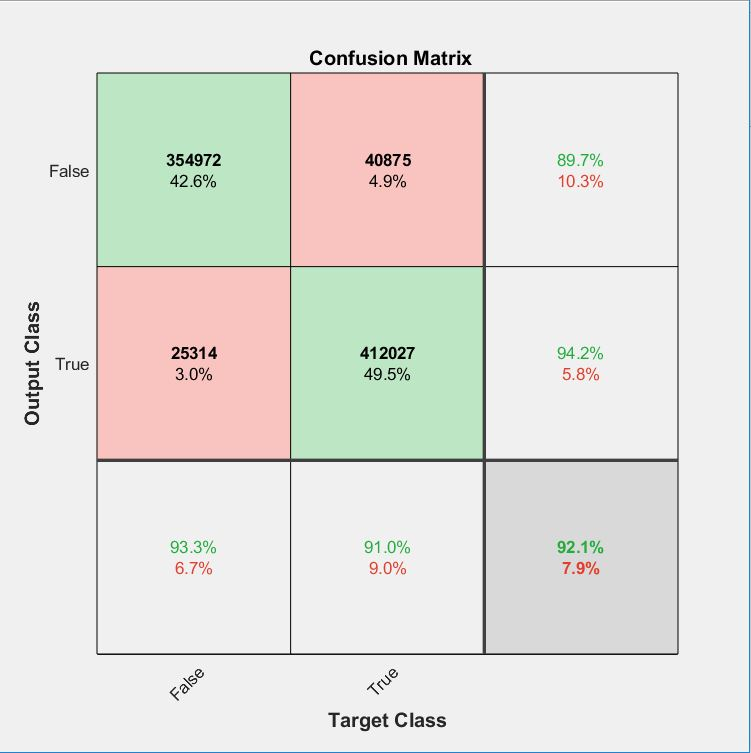 Confusion Matrix
False
354972
42.6%
40875
4.9%
89.7%
10.3%
True
25314
3.0%
412027
49.5%
94.2%
5.8%
93.3%
6.7%
91.0%
9.0%
92.1%
7.9%
Output Class
False
True
Target Class